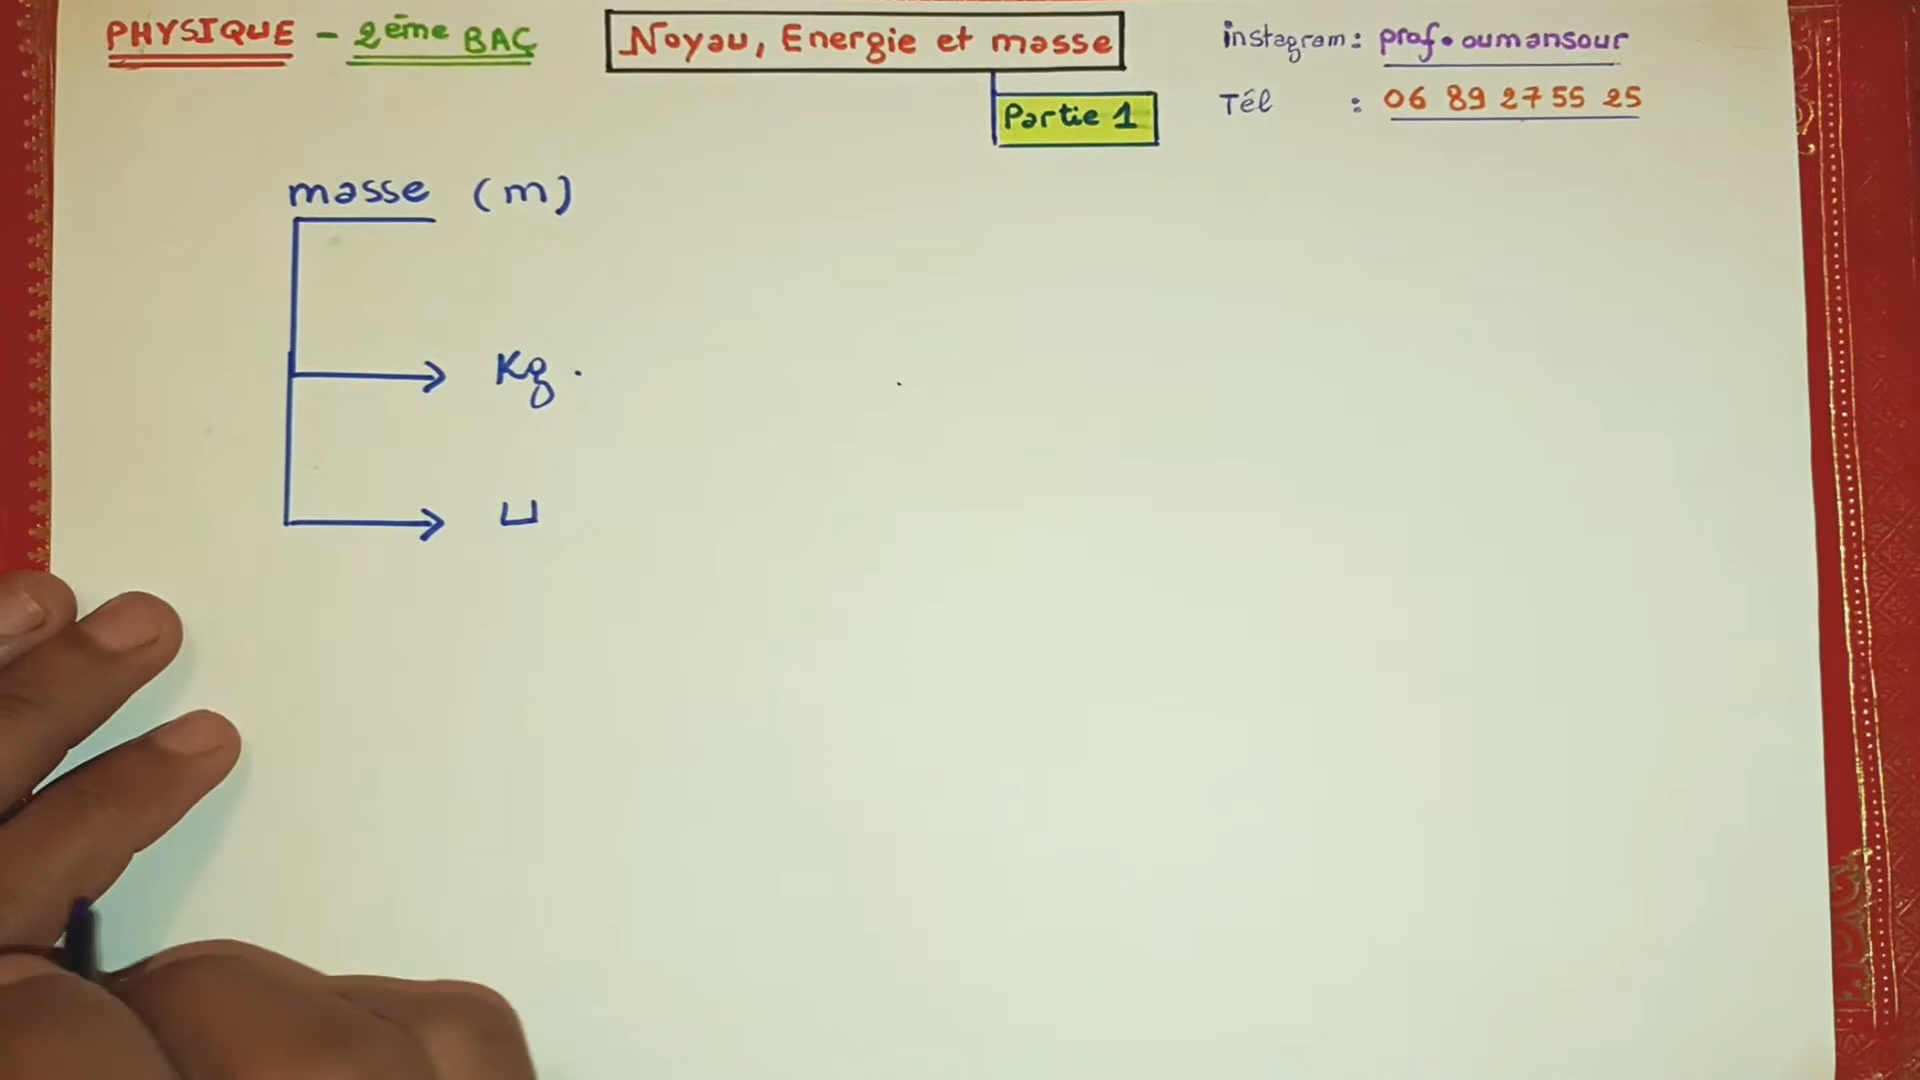 PHYSIQUE - 2ème BAC
Noyau, Energie et masse
Partie 1
instagram: prof.oumansour
Tél : 06 89 27 55 25
masse (m)
Kg.
u